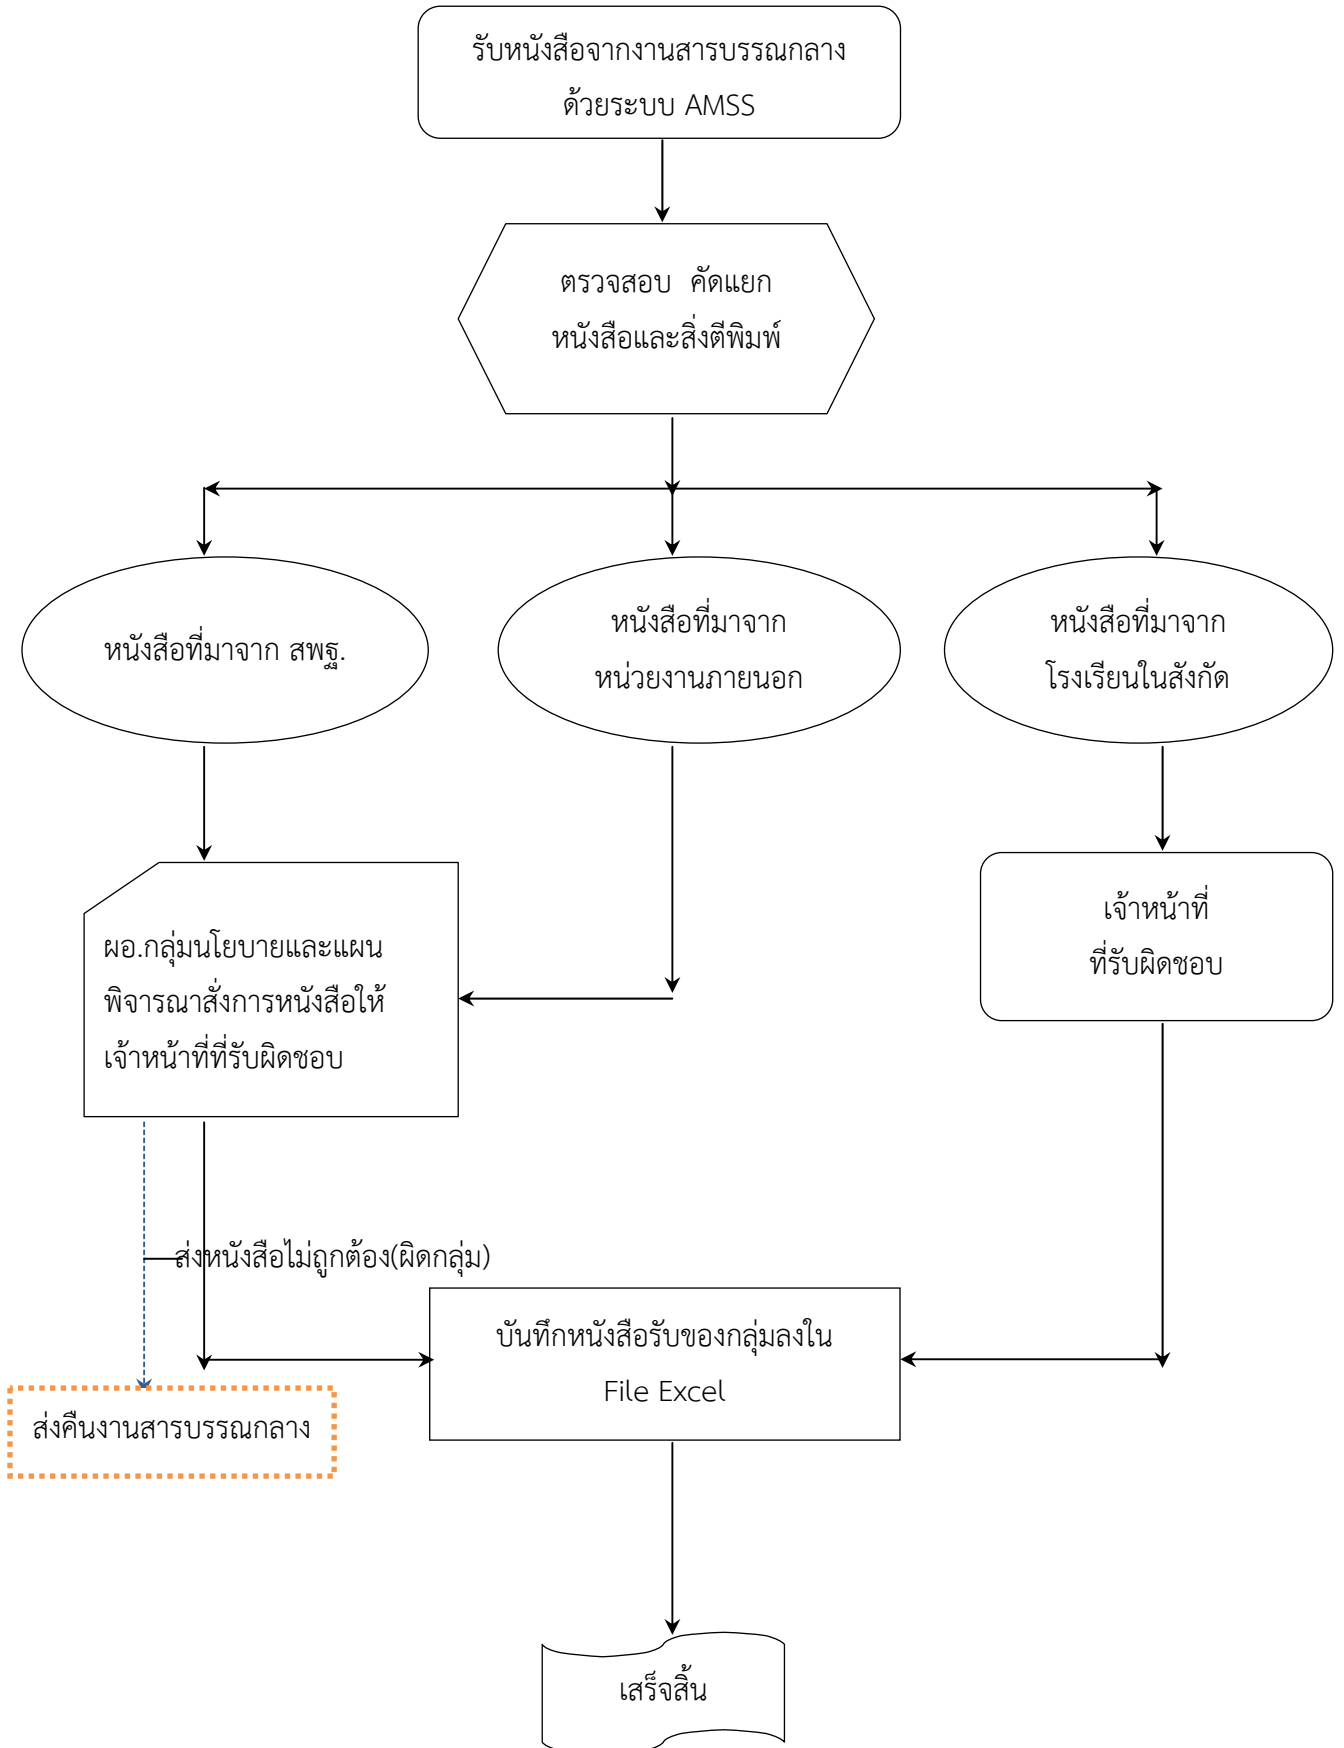 รับหนังสือจากงานสารบรรณกลาง
ด้วยระบบ AMSS
ตรวจสอบ คัดแยก
หนังสือและสิ่งตีพิมพ์
หนังสือที่มาจาก สพฐ.
หนังสือที่มาจาก
หน่วยงานภายนอก
หนังสือที่มาจาก
โรงเรียนในสังกัด
ผอ.กลุ่มนโยบายและแผน
พิจารณาสั่งการหนังสือให้
เจ้าหน้าที่ที่รับผิดชอบ
เจ้าหน้าที่
ที่รับผิดชอบ
ส่งหนังสือไม่ถูกต้อง(ผิดกลุ่ม)
บันทึกหนังสือรับของกลุ่มลงใน
File Excel
ส่งคืนงานสารบรรณกลาง
เสร็จสิ้น